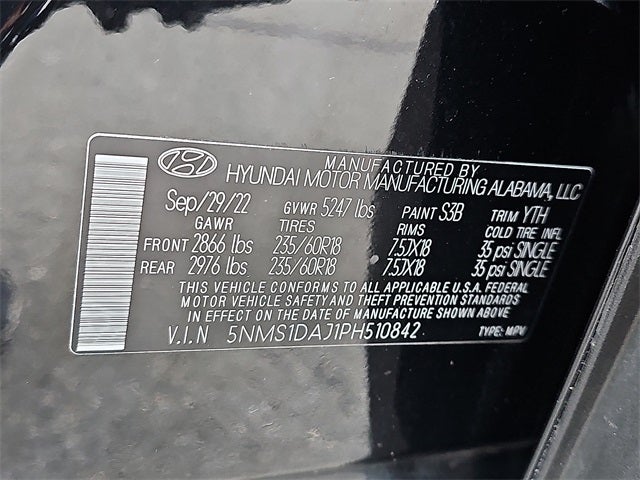 MANUFACTURED BY
HYUNDAI MOTOR MANUFACTURING ALABAMA, LLC
Sep/29/22 GVWR 5247 lbs PAINT S3B TRIM YTH
GAWR TIRES RIMS COLD TIRE INFL
FRONT 2866 lbs 235/60R18 7.5JX18 35 psi SINGLE
REAR 2976 lbs 235/60R18 7.5JX18 35 psi SINGLE
THIS VEHICLE CONFORMS TO ALL APPLICABLE U.S.A. FEDERAL
MOTOR VEHICLE SAFETY AND THEFT PREVENTION STANDARDS
IN EFFECT ON THE DATE OF MANUFACTURE SHOWN ABOVE
V.I.N 5NMS1DAJ1PH510842 TYPE: MPV